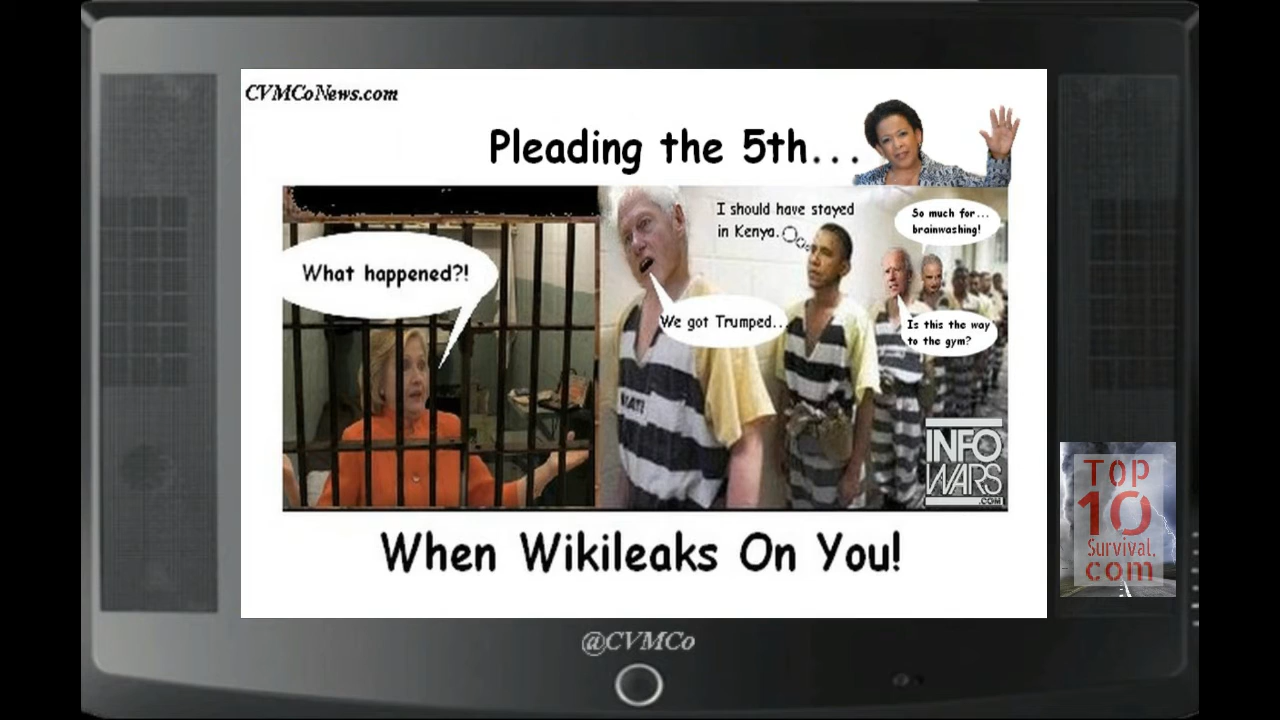 CVMCoNews.com
Pleading the 5th...
What happened?!
I should have stayed
in Kenya.
So much for...
brainwashing!
We got Trumped...
Is this the way
to the gym?
INFO
WARS
.COM
When Wikileaks On You!
TOP
10
Survival.
com
@CVMCo